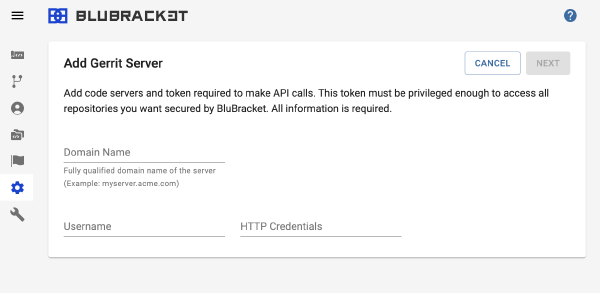 BLUBRACKET
?
Add Gerrit Server
CANCEL
NEXT
Add code servers and token required to make API calls. This token must be privileged enough to access all
repositories you want secured by BluBracket. All information is required.
Domain Name
Fully qualified domain name of the server
(Example: myserver.acme.com)
Username
HTTP Credentials